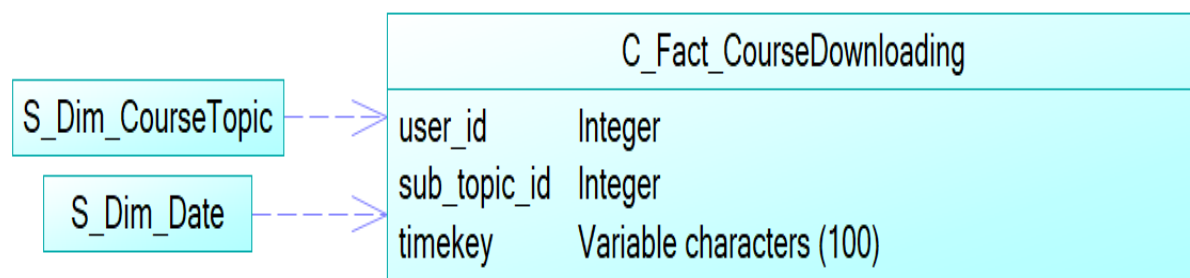 C_Fact_CourseDownloading
S_Dim_CourseTopic
S_Dim_Date
user_id Integer
sub_topic_id Integer
timekey Variable characters (100)